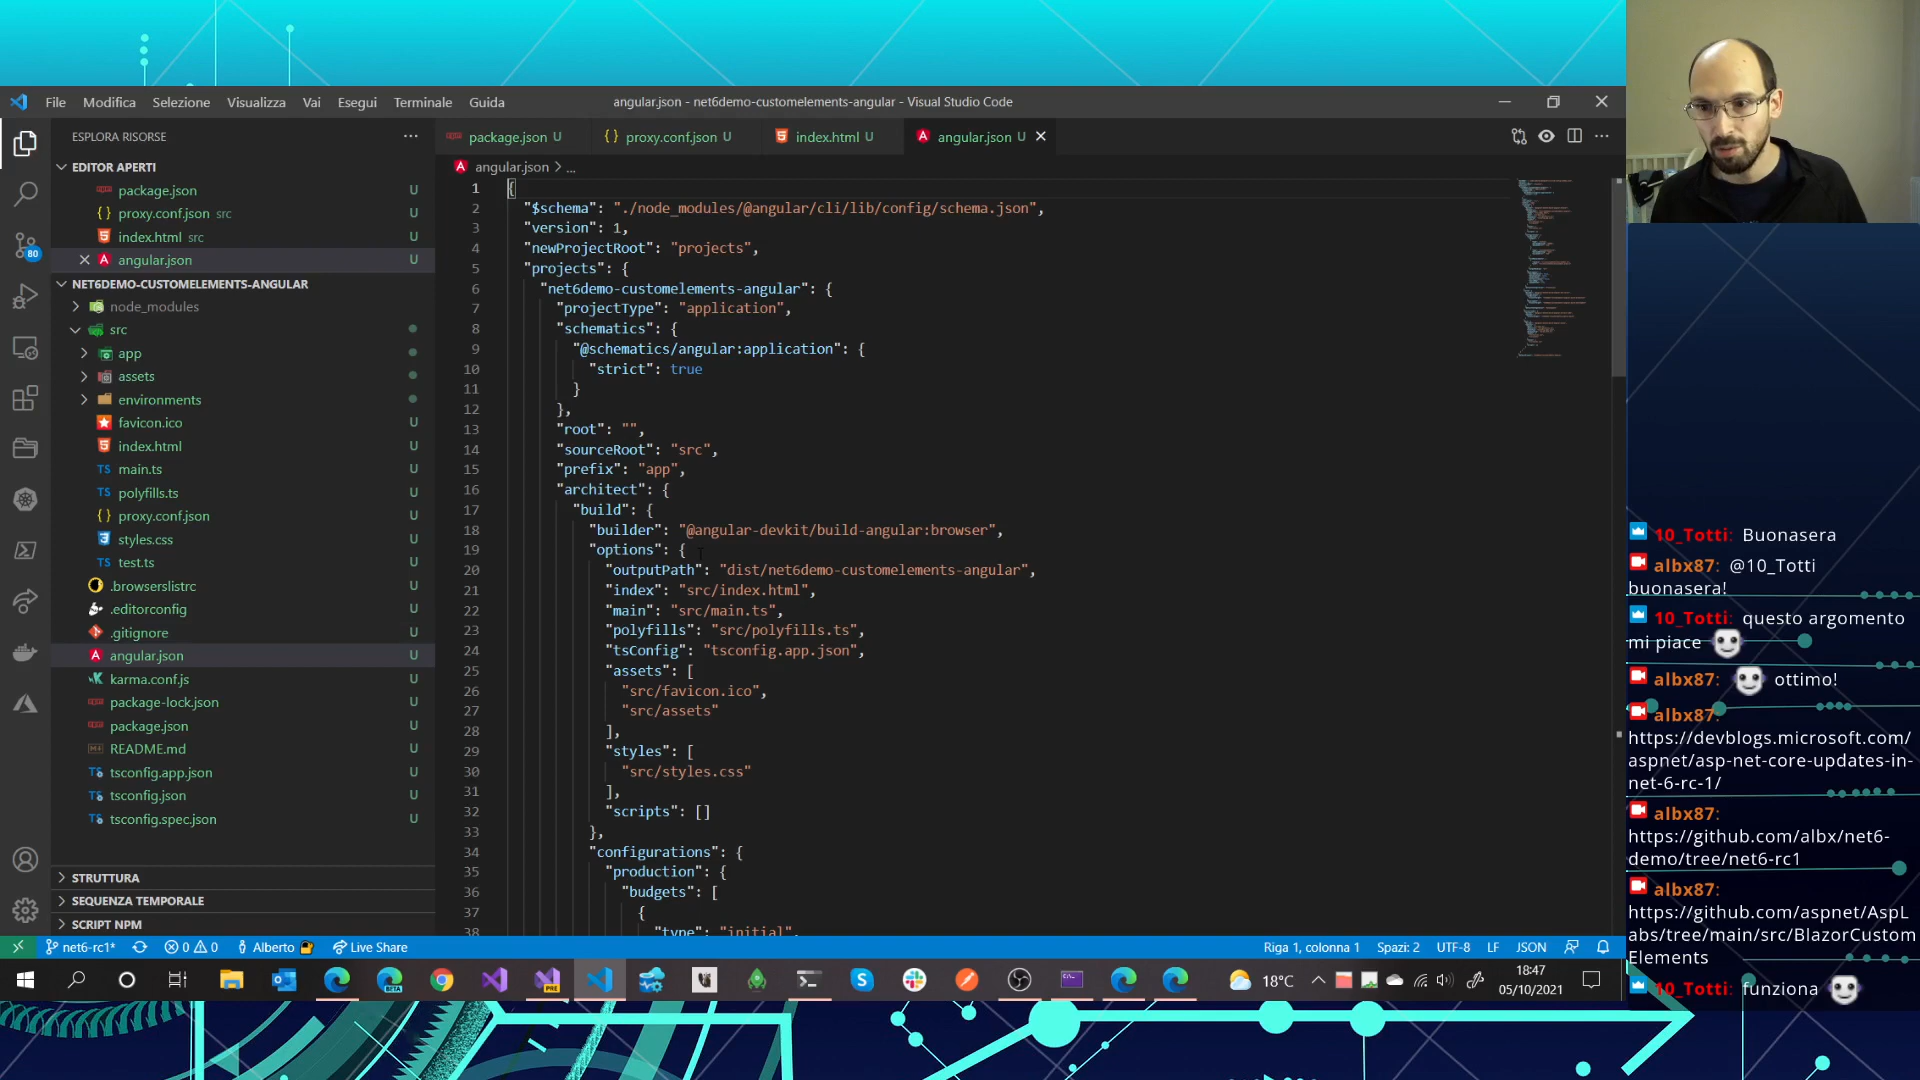 File Modifica Selezione Visualizza Vai Esegui Terminale Guida
angular.json - net6demo-customelements-angular - Visual Studio Code
ESPLORA RISORSE
EDITOR APERTI
package.json U
proxy.conf.json src U
index.html src U
angular.json U
NET6DEMO-CUSTOMELEMENTS-ANGULAR
node_modules
src
app
assets
environments
favicon.ico U
index.html U
TS main.ts U
TS polyfills.ts U
{} proxy.conf.json U
styles.css U
TS test.ts U
.browserslistrc U
.editorconfig U
.gitignore U
angular.json U
karma.conf.js U
package-lock.json U
package.json U
README.md U
tsconfig.app.json U
tsconfig.json U
tsconfig.spec.json U
STRUTTURA
SEQUENZA TEMPORALE
SCRIPT NPM
80
package.json U {} proxy.conf.json U index.html U angular.json U
angular.json > ...
1 {
2 "$schema": "./node_modules/@angular/cli/lib/config/schema.json",
3 "version": 1,
4 "newProjectRoot": "projects",
5 "projects": {
6 "net6demo-customelements-angular": {
7 "projectType": "application",
8 "schematics": {
9 "@schematics/angular:application": {
10 "strict": true
11 }
12 },
13 "root": "",
14 "sourceRoot": "src",
15 "prefix": "app",
16 "architect": {
17 "build": {
18 "builder": "@angular-devkit/build-angular:browser",
19 "options": {
20 "outputPath": "dist/net6demo-customelements-angular",
21 "index": "src/index.html",
22 "main": "src/main.ts",
23 "polyfills": "src/polyfills.ts",
24 "tsConfig": "tsconfig.app.json",
25 "assets": [
26 "src/favicon.ico",
27 "src/assets"
28 ],
29 "styles": [
30 "src/styles.css"
31 ],
32 "scripts": []
33 },
34 "configurations": {
35 "production": {
36 "budgets": [
37 {
38 "type": "initial",
net6-rc1* 0 0 Alberto Live Share Riga 1, colonna 1 Spazi: 2 UTF-8 LF JSON
BETA PRE 18°C 18:47
05/10/2021
10_Totti: Buonasera
albx87: @10_Totti
buonasera!
10_Totti: questo argomento
mi piace
albx87: ottimo!
albx87:
https://devblogs.microsoft.com/
aspnet/asp-net-core-updates-in-
net-6-rc-1/
albx87:
https://github.com/albx/net6-
demo/tree/net6-rc1
albx87:
https://github.com/aspnet/AspL
abs/tree/main/src/BlazorCustom
Elements
10_Totti: funziona